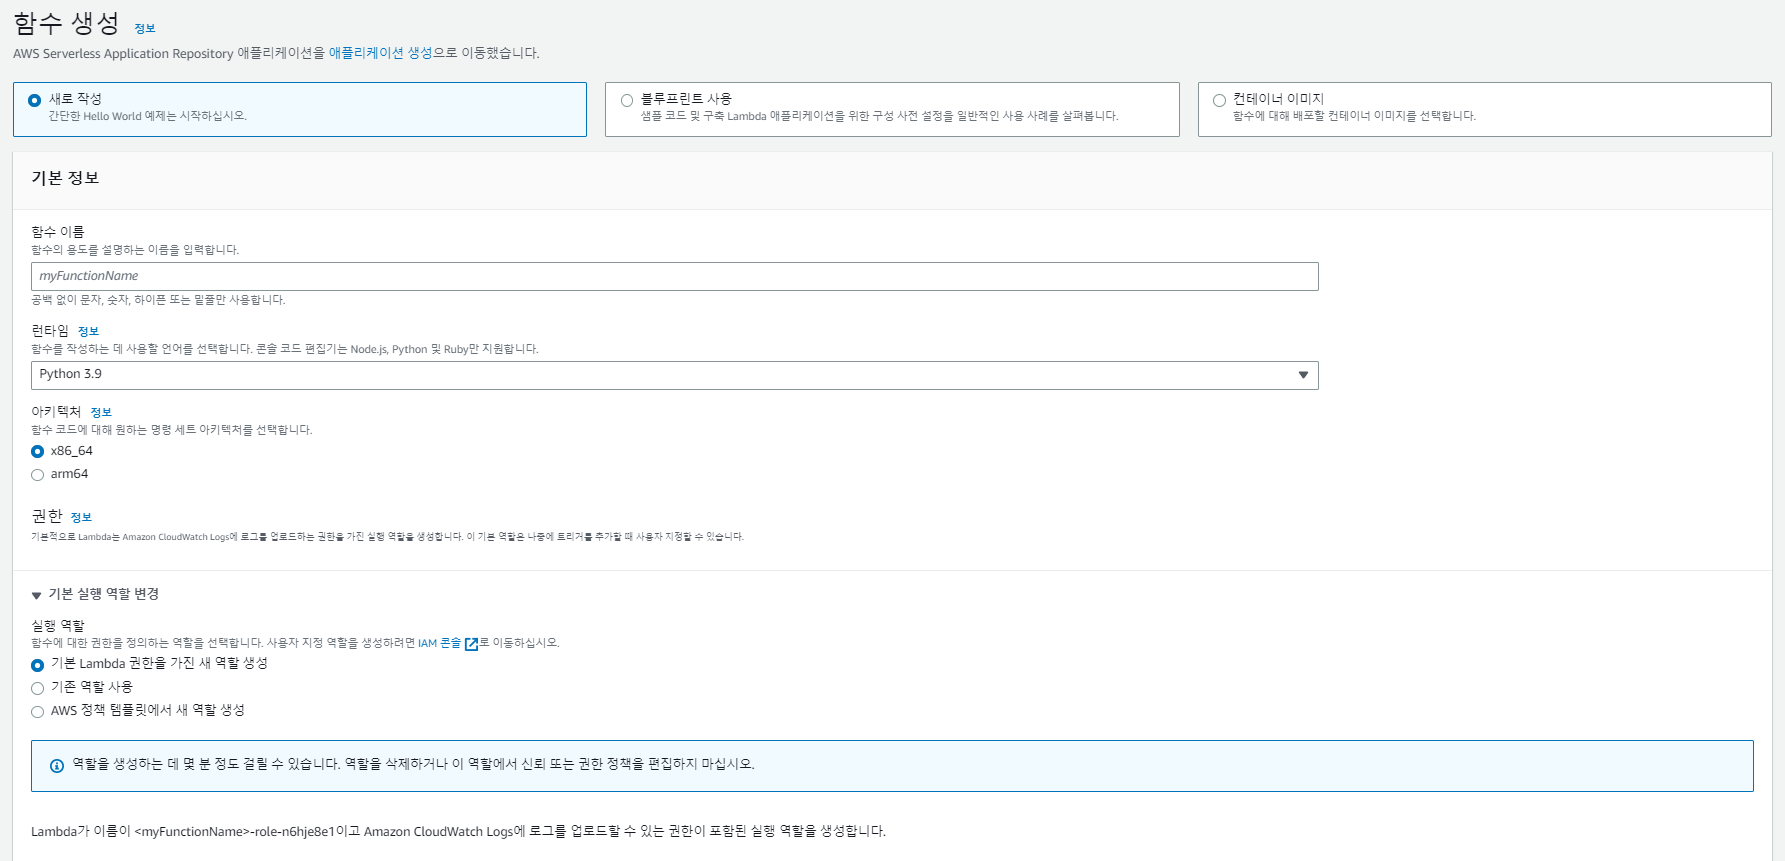 함수 생성 정보
AWS Serverless Application Repository 애플리케이션을 애플리케이션 생성으로 이동했습니다.
새로 작성
간단한 Hello World 예제는 시작하십시오.
블루프린트 사용
샘플 코드 및 구축 Lambda 애플리케이션을 위한 구성 사전 설정을 일반적인 사용 사례를 살펴봅니다.
컨테이너 이미지
함수에 대해 배포할 컨테이너 이미지를 선택합니다.
기본 정보
함수 이름
함수의 용도를 설명하는 이름을 입력합니다.
myFunctionName
공백 없이 문자, 숫자, 하이픈 또는 밑줄만 사용합니다.
런타임 정보
함수를 작성하는 데 사용할 언어를 선택합니다. 콘솔 코드 편집기는 Node.js, Python 및 Ruby만 지원합니다.
Python 3.9
아키텍처 정보
함수 코드에 대해 원하는 명령 세트 아키텍처를 선택합니다.
x86_64
arm64
권한 정보
기본적으로 Lambda는 Amazon CloudWatch Logs에 로그를 업로드하는 권한을 가진 실행 역할을 생성합니다. 이 기본 역할은 나중에 트리거를 추가할 때 사용자 지정할 수 있습니다.
기본 실행 역할 변경
실행 역할
함수에 대한 권한을 정의하는 역할을 선택합니다. 사용자 지정 역할을 생성하려면 IAM 콘솔로 이동하십시오.
기본 Lambda 권한을 가진 새 역할 생성
기존 역할 사용
AWS 정책 템플릿에서 새 역할 생성
역할을 생성하는 데 몇 분 정도 걸릴 수 있습니다. 역할을 삭제하거나 이 역할에서 신뢰 또는 권한 정책을 편집하지 마십시오.
Lambda가 이름이 <myFunctionName>-role-n6hje8e1이고 Amazon CloudWatch Logs에 로그를 업로드할 수 있는 권한이 포함된 실행 역할을 생성합니다.